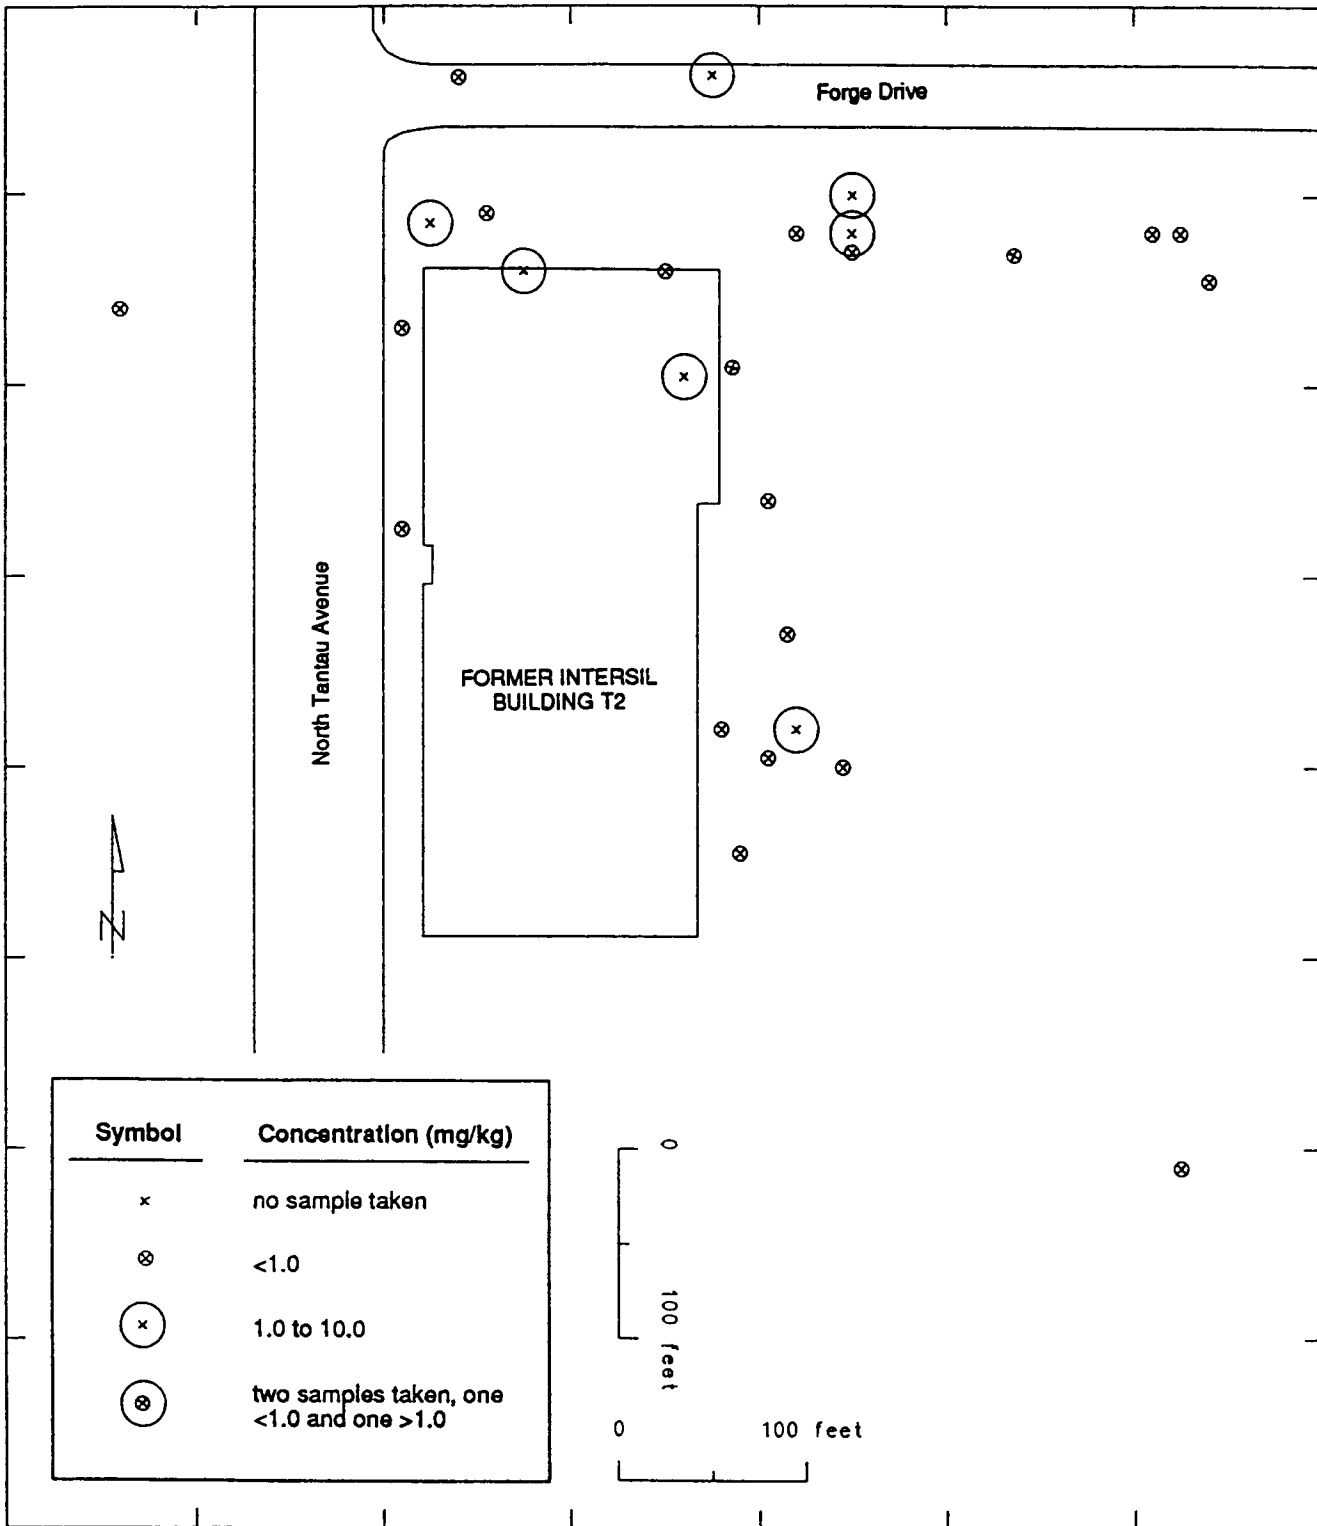 Forge Drive
North Tantau Avenue
FORMER INTERSIL
BUILDING T2
N
Symbol Concentration (mg/kg)
no sample taken
<1.0
1.0 to 10.0
two samples taken, one
<1.0 and one >1.0
0
100 feet
0 100 feet